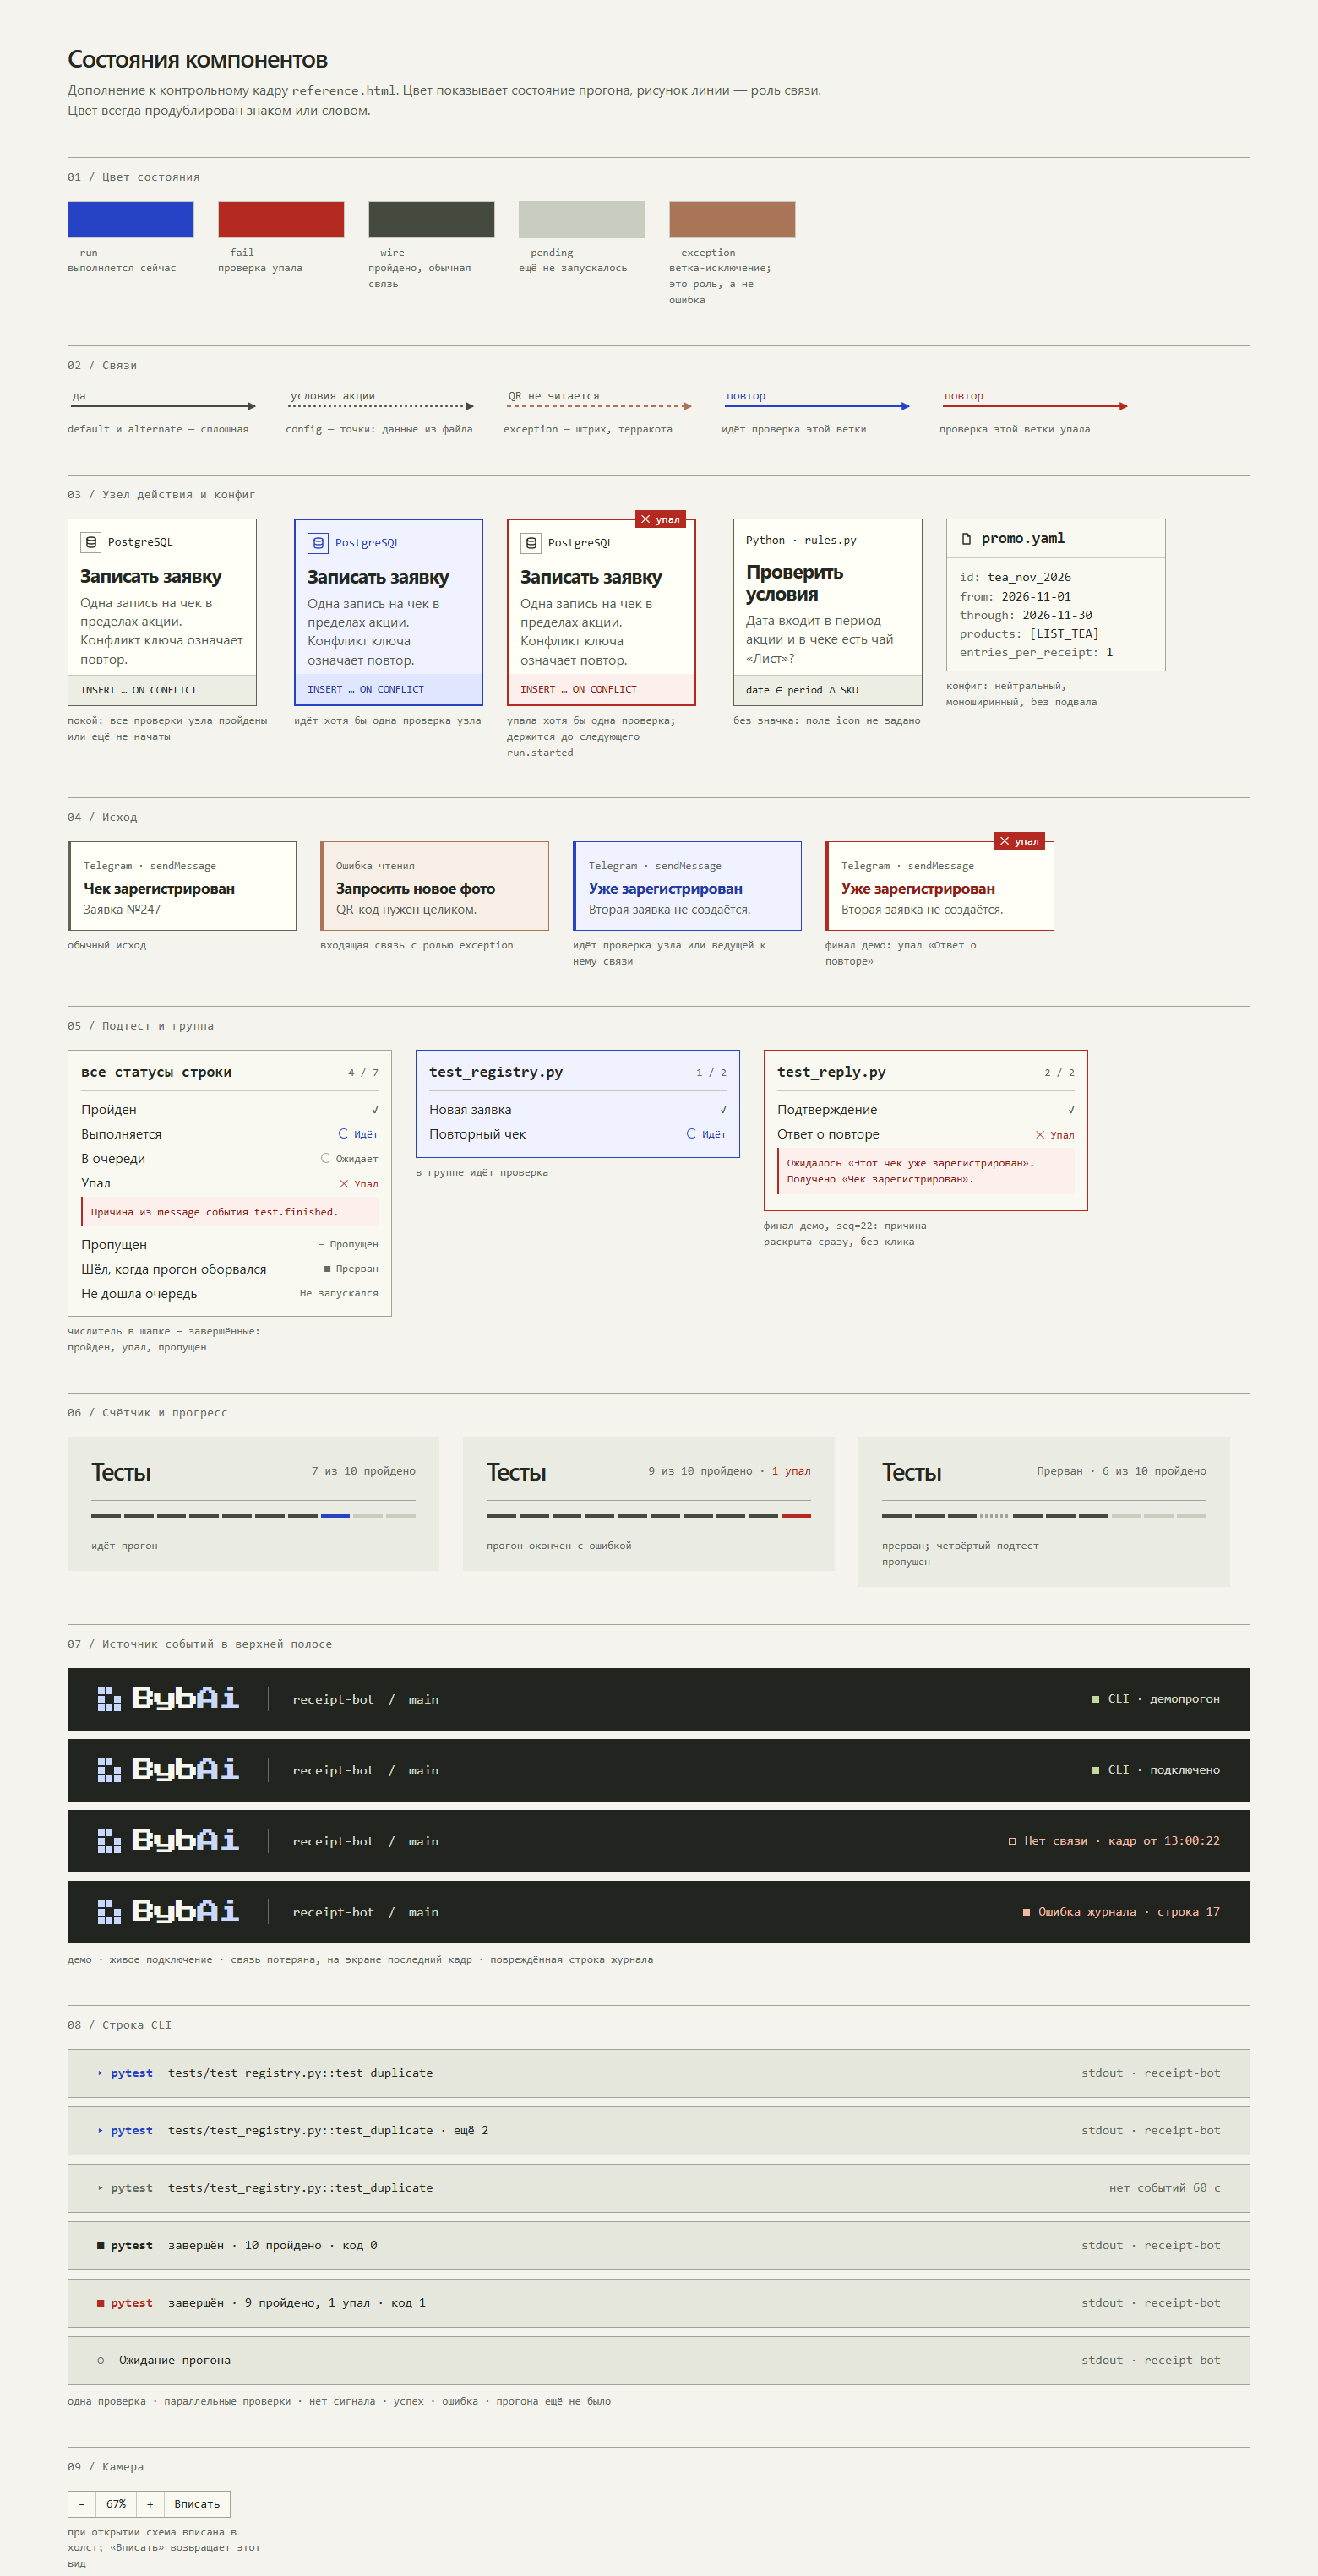 Состояния компонентов
Дополнение к контрольному кадру reference.html. Цвет показывает состояние прогона, рисунок линии — роль связи.
Цвет всегда продублирован знаком или словом.
01 / Цвет состояния
--run
выполняется сейчас
--fail
проверка упала
--wire
пройдено, обычная
связь
--pending
ещё не запускалось
--exception
ветка-исключение;
это роль, а не
ошибка
02 / Связи
да
default и alternate — сплошная
условия акции
config — точки: данные из файла
QR не читается
exception — штрих, терракота
повтор
идёт проверка этой ветки
повтор
проверка этой ветки упала
03 / Узел действия и конфиг
PostgreSQL
Записать заявку
Одна запись на чек в
пределах акции.
Конфликт ключа означает
повтор.
INSERT … ON CONFLICT
покой: все проверки узла пройдены
или ещё не начаты
PostgreSQL
Записать заявку
Одна запись на чек в
пределах акции.
Конфликт ключа
означает повтор.
INSERT … ON CONFLICT
идёт хотя бы одна проверка узла
× упал
PostgreSQL
Записать заявку
Одна запись на чек в
пределах акции.
Конфликт ключа
означает повтор.
INSERT … ON CONFLICT
упала хотя бы одна проверка;
держится до следующего
run.started
Python · rules.py
Проверить
условия
Дата входит в период
акции и в чеке есть чай
«Лист»?
date ∈ period ∧ SKU
без значка: поле icon не задано
promo.yaml
id: tea_nov_2026
from: 2026-11-01
through: 2026-11-30
products: [LIST_TEA]
entries_per_receipt: 1
конфиг: нейтральный,
моноширинный, без подвала
04 / Исход
Telegram · sendMessage
Чек зарегистрирован
Заявка №247
обычный исход
Ошибка чтения
Запросить новое фото
QR-код нужен целиком.
входящая связь с ролью exception
Telegram · sendMessage
Уже зарегистрирован
Вторая заявка не создаётся.
идёт проверка узла или ведущей к
нему связи
× упал
Telegram · sendMessage
Уже зарегистрирован
Вторая заявка не создаётся.
финал демо: упал «Ответ о
повторе»
05 / Подтест и группа
все статусы строки 4 / 7
Пройден ✓
Выполняется Идёт
В очереди Ожидает
Упал × Упал
Причина из message события test.finished.
Пропущен – Пропущен
Шёл, когда прогон оборвался ■ Прерван
Не дошла очередь Не запускался
числитель в шапке — завершённые:
пройден, упал, пропущен
test_registry.py 1 / 2
Новая заявка ✓
Повторный чек Идёт
в группе идёт проверка
test_reply.py 2 / 2
Подтверждение ✓
Ответ о повторе × Упал
Ожидалось «Этот чек уже зарегистрирован».
Получено «Чек зарегистрирован».
финал демо, seq=22: причина
раскрыта сразу, без клика
06 / Счётчик и прогресс
Тесты 7 из 10 пройдено
идёт прогон
Тесты 9 из 10 пройдено · 1 упал
прогон окончен с ошибкой
Тесты Прерван · 6 из 10 пройдено
прерван; четвёртый подтест
пропущен
07 / Источник событий в верхней полосе
BybAi receipt-bot / main ■ CLI · демопрогон
BybAi receipt-bot / main ■ CLI · подключено
BybAi receipt-bot / main □ Нет связи · кадр от 13:00:22
BybAi receipt-bot / main ■ Ошибка журнала · строка 17
демо · живое подключение · связь потеряна, на экране последний кадр · повреждённая строка журнала
08 / Строка CLI
▸ pytest tests/test_registry.py::test_duplicate stdout · receipt-bot
▸ pytest tests/test_registry.py::test_duplicate · ещё 2 stdout · receipt-bot
▸ pytest tests/test_registry.py::test_duplicate нет событий 60 с
■ pytest завершён · 10 пройдено · код 0 stdout · receipt-bot
■ pytest завершён · 9 пройдено, 1 упал · код 1 stdout · receipt-bot
○ Ожидание прогона stdout · receipt-bot
одна проверка · параллельные проверки · нет сигнала · успех · ошибка · прогона ещё не было
09 / Камера
− 67% + Вписать
при открытии схема вписана в
холст; «Вписать» возвращает этот
вид